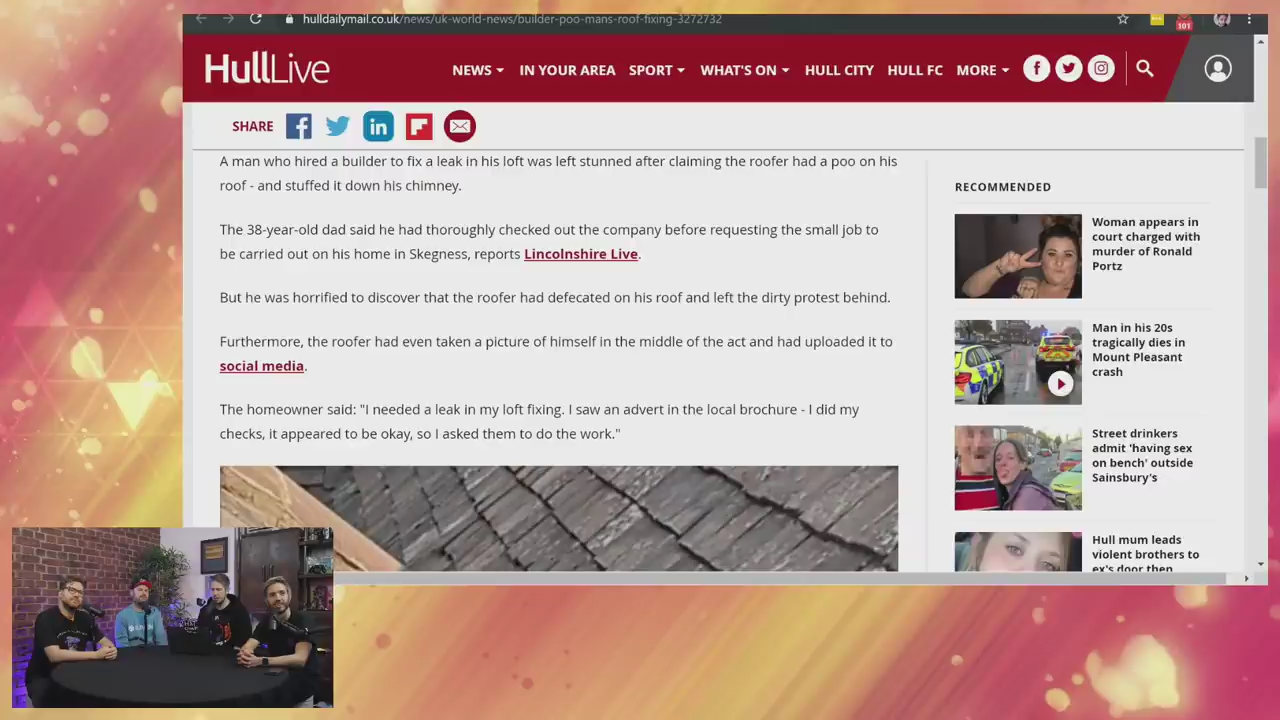 hulldailymail.co.uk/news/uk-world-news/builder-poo-mans-roof-fixing-3272732
101
HullLive
NEWS
IN YOUR AREA
SPORT
WHAT'S ON
HULL CITY
HULL FC
MORE
SHARE
A man who hired a builder to fix a leak in his loft was left stunned after claiming the roofer had a poo on his
roof - and stuffed it down his chimney.
The 38-year-old dad said he had thoroughly checked out the company before requesting the small job to
be carried out on his home in Skegness, reports Lincolnshire Live.
But he was horrified to discover that the roofer had defecated on his roof and left the dirty protest behind.
Furthermore, the roofer had even taken a picture of himself in the middle of the act and had uploaded it to
social media.
The homeowner said: "I needed a leak in my loft fixing. I saw an advert in the local brochure - I did my
checks, it appeared to be okay, so I asked them to do the work."
RECOMMENDED
Woman appears in
court charged with
murder of Ronald
Portz
Man in his 20s
tragically dies in
Mount Pleasant
crash
Street drinkers
admit 'having sex
on bench' outside
Sainsbury's
Hull mum leads
violent brothers to
ex's door then